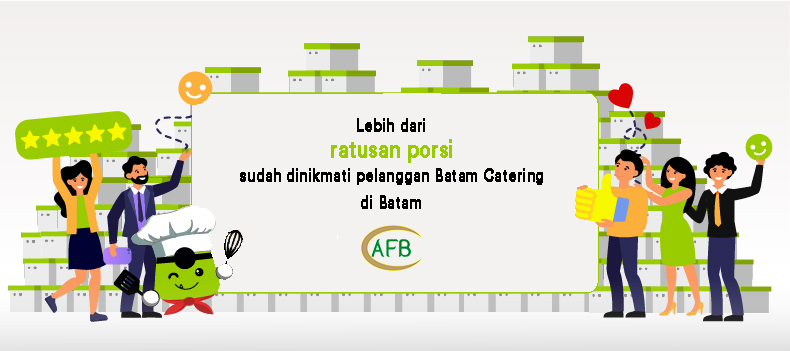 Lebih dari
ratusan porsi
sudah dinikmati pelanggan Batam Catering
di Batam
AFB